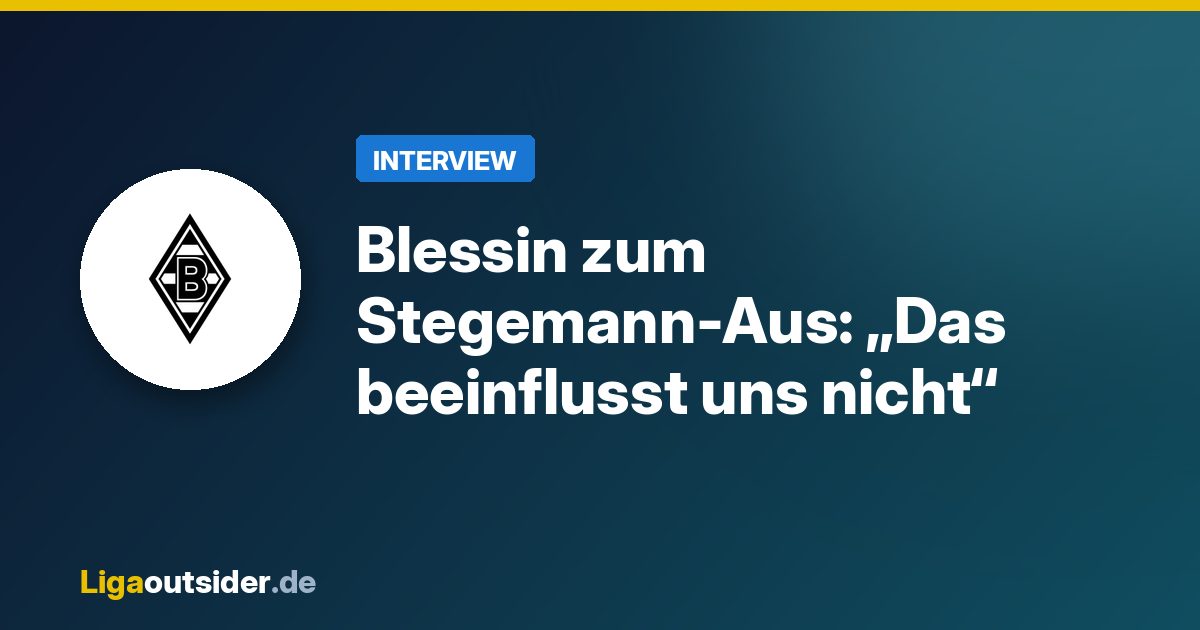 INTERVIEW
Blessin zum
Stegemann-Aus: „Das
beeinflusst uns nicht“
B
Ligaoutsider.de